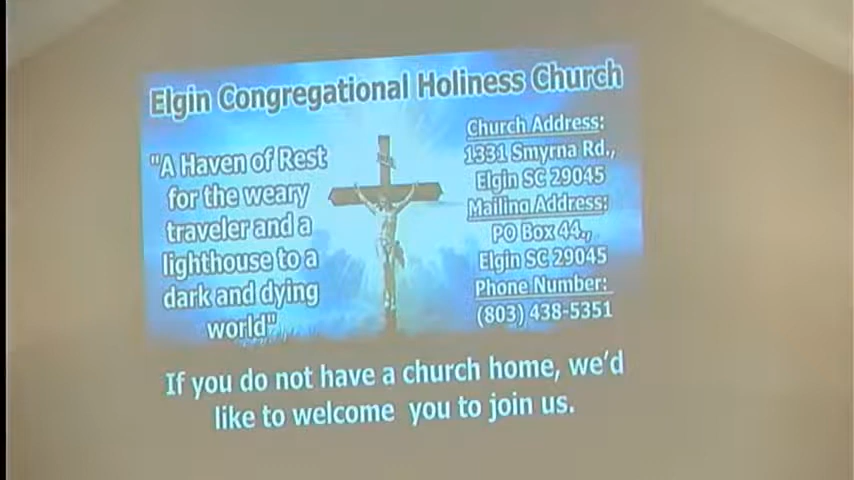 Elgin Congregational Holiness Church
"A Haven of Rest
for the weary
traveler and a
lighthouse to a
dark and dying
world"
Church Address:
1331 Smyrna Rd.,
Elgin SC 29045
Mailing Address:
PO Box 44.,
Elgin SC 29045
Phone Number:
(803) 438-5351
If you do not have a church home, we'd
like to welcome you to join us.